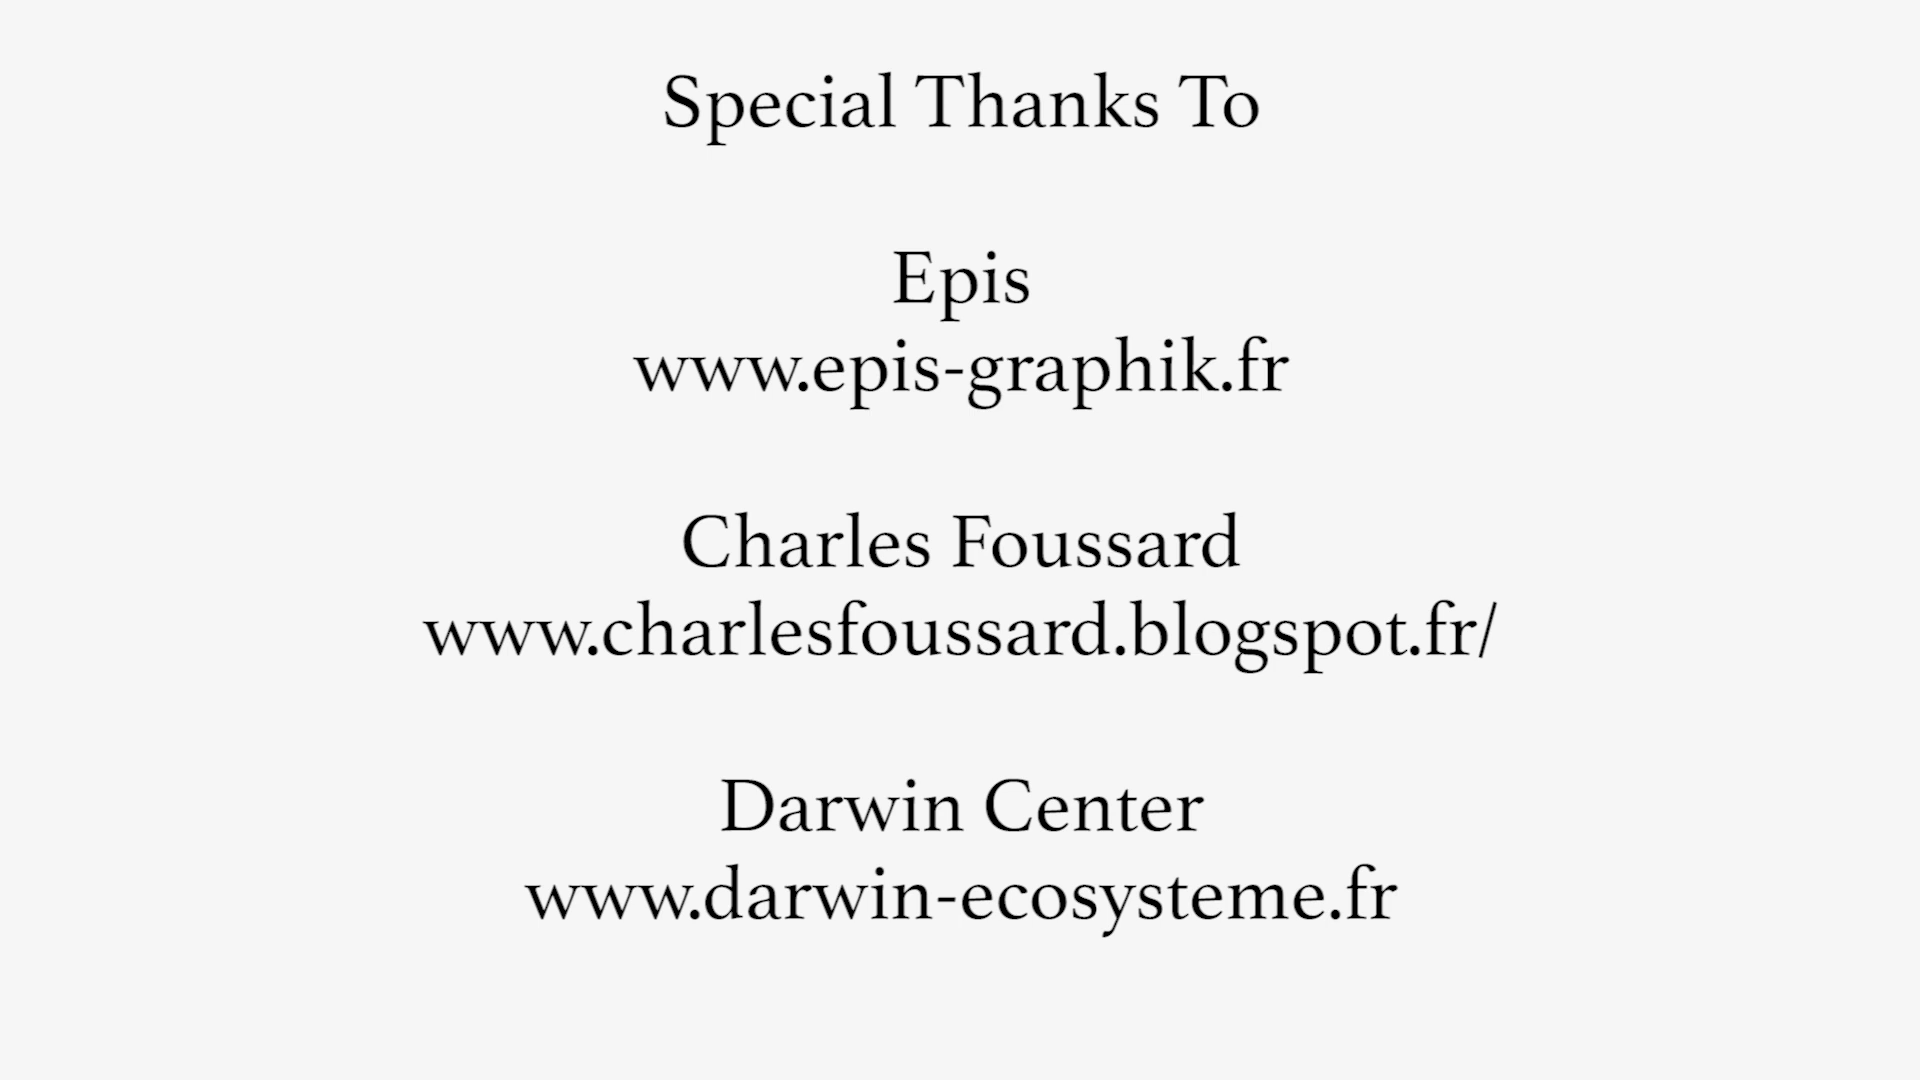 Special Thanks To
Epis
www.epis-graphik.fr
Charles Foussard
www.charlesfoussard.blogspot.fr/
Darwin Center
www.darwin-ecosysteme.fr